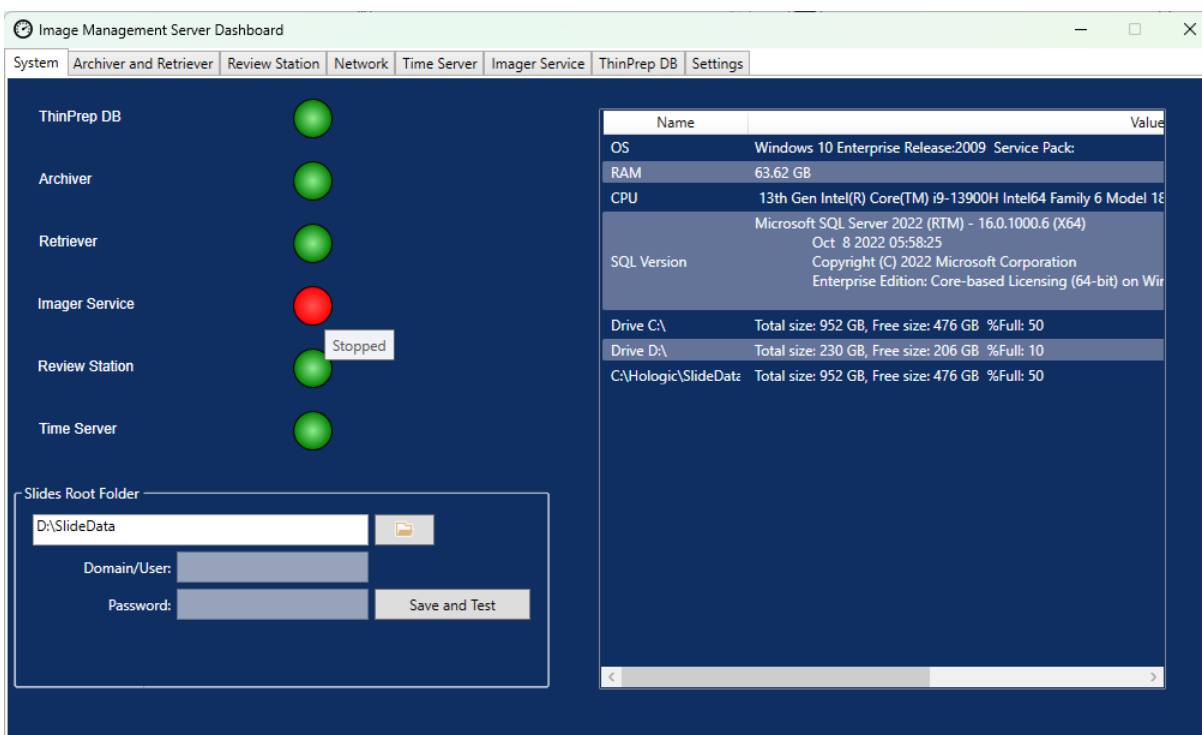 Image Management Server Dashboard
System Archiver and Retriever Review Station Network Time Server Imager Service ThinPrep DB Settings
ThinPrep DB
Archiver
Retriever
Imager Service
Stopped
Review Station
Time Server
Slides Root Folder
D:\SlideData
Domain/User:
Password:
Save and Test
Name Value
OS Windows 10 Enterprise Release:2009 Service Pack:
RAM 63.62 GB
CPU 13th Gen Intel(R) Core(TM) i9-13900H Intel64 Family 6 Model 18
Microsoft SQL Server 2022 (RTM) - 16.0.1000.6 (X64)
Oct 8 2022 05:58:25
SQL Version Copyright (C) 2022 Microsoft Corporation
Enterprise Edition: Core-based Licensing (64-bit) on Wir
Drive C:\ Total size: 952 GB, Free size: 476 GB %Full: 50
Drive D:\ Total size: 230 GB, Free size: 206 GB %Full: 10
C:\Hologic\SlideData Total size: 952 GB, Free size: 476 GB %Full: 50